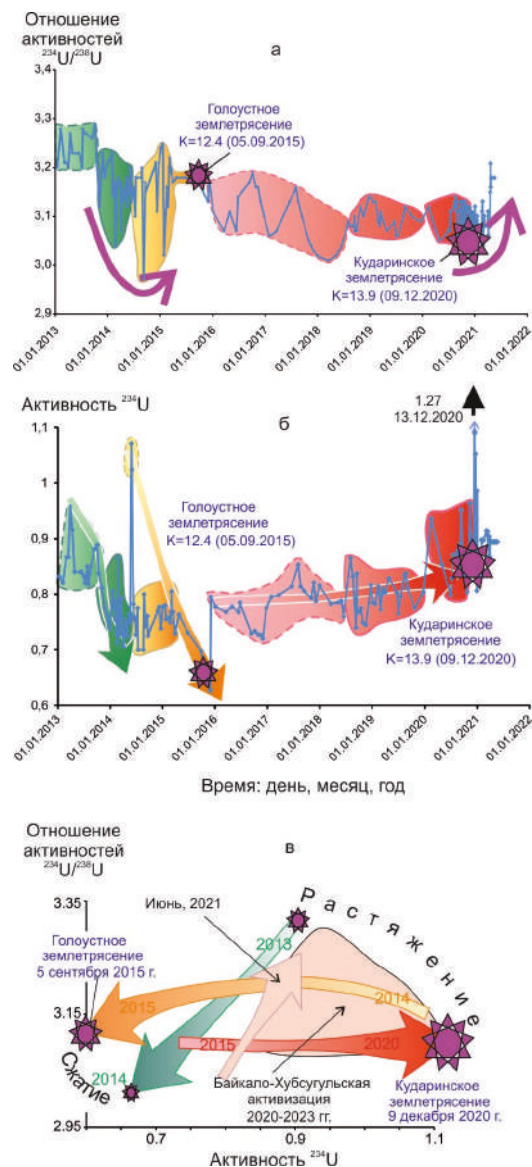 Отношение
активностей
²³⁴U/²³⁸U
а
3,4
3,3
3,2
3,1
3,0
2,9
Голоустное
землетрясение
K=12.4 (05.09.2015)
Кударинское
землетрясение
K=13.9 (09.12.2020)
01.01.2013
01.01.2014
01.01.2015
01.01.2016
01.01.2017
01.01.2018
01.01.2019
01.01.2020
01.01.2021
01.01.2022
Активность ²³⁴U
б
1.27
13.12.2020
1,1
1
0,9
0,8
0,7
0,6
Голоустное
землетрясение
K=12.4 (05.09.2015)
Кударинское
землетрясение
K=13.9 (09.12.2020)
01.01.2013
01.01.2014
01.01.2015
01.01.2016
01.01.2017
01.01.2018
01.01.2019
01.01.2020
01.01.2021
01.01.2022
Время: день, месяц, год
Отношение
активностей
²³⁴U/²³⁸U
в
3.35
3.15
2.95
Июнь, 2021
Растяжение
Голоустное
землетрясение
5 сентября 2015 г.
2013
2014
2015
2015
2020
Сжатие
2014
Байкало-Хубсугульская
активизация
2020-2023 гг.
Кударинское
землетрясение
9 декабря 2020 г.
0.7
0.9
1.1
Активность ²³⁴U